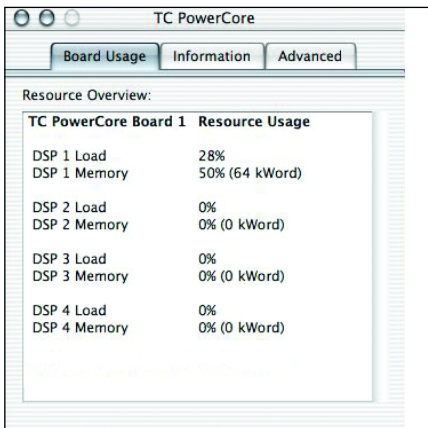 TC PowerCore
Board Usage Information Advanced
Resource Overview:
TC PowerCore Board 1 Resource Usage
DSP 1 Load 28%
DSP 1 Memory 50% (64 kWord)
DSP 2 Load 0%
DSP 2 Memory 0% (0 kWord)
DSP 3 Load 0%
DSP 3 Memory 0% (0 kWord)
DSP 4 Load 0%
DSP 4 Memory 0% (0 kWord)